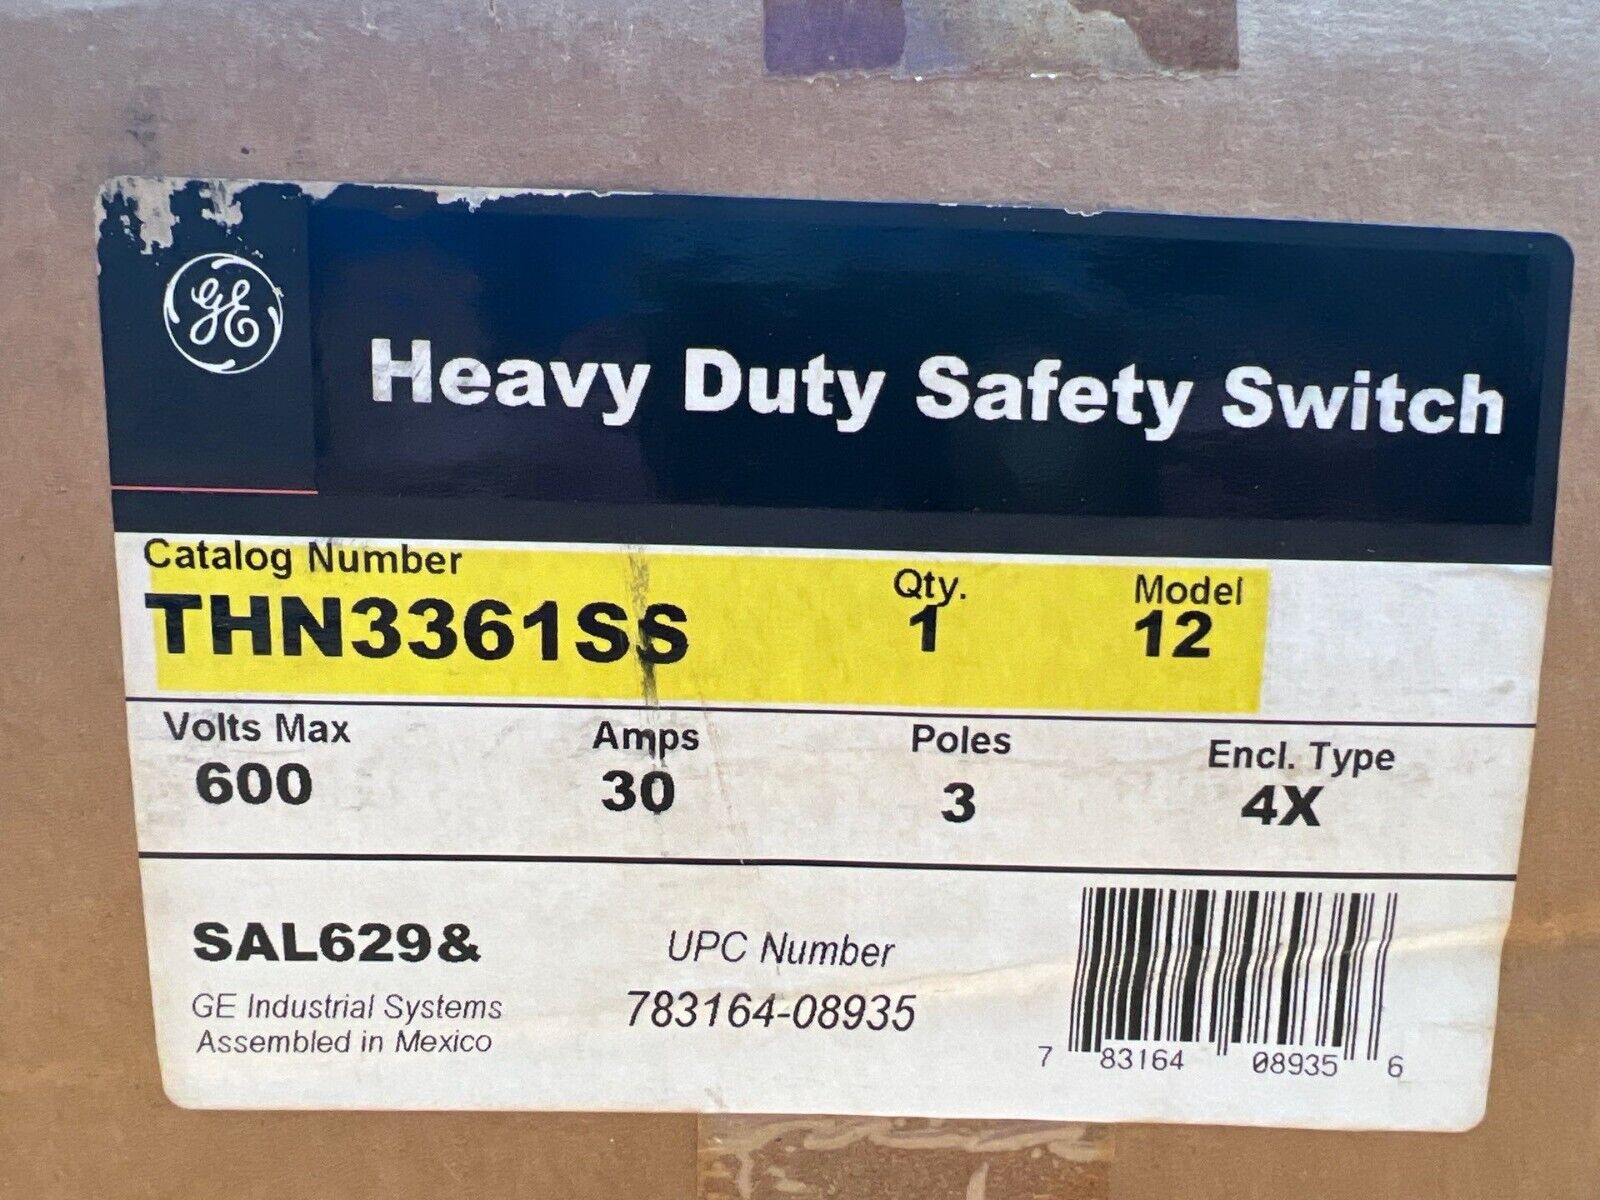 GE
Heavy Duty Safety Switch
Catalog Number Qty. Model
THN3361SS 1 12
Volts Max Amps Poles Encl. Type
600 30 3 4X
SAL629& UPC Number
GE Industrial Systems 783164-08935
Assembled in Mexico
7 83164 08935 6